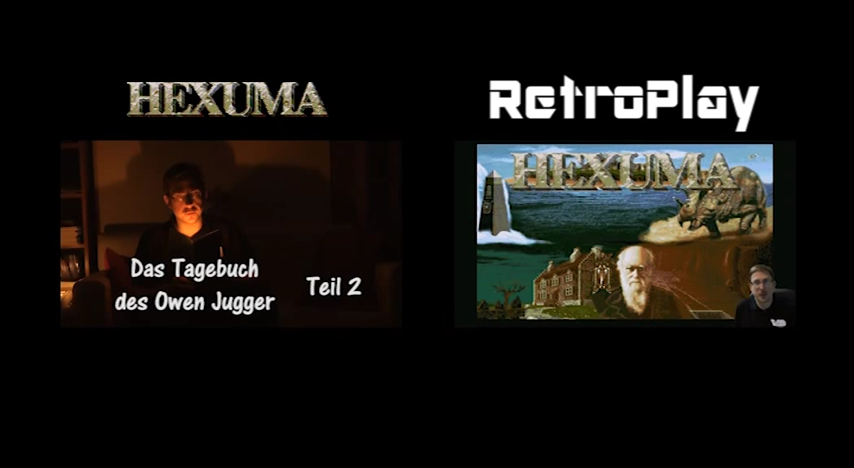 HEXUMA
RetroPlay
Das Tagebuch
des Owen Jugger
Teil 2
HEXUMA